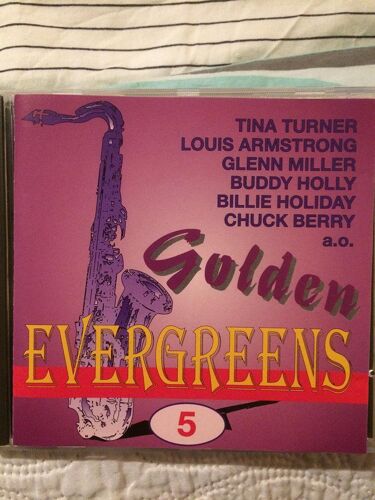 TINA TURNER
LOUIS ARMSTRONG
GLENN MILLER
BUDDY HOLLY
BILLIE HOLIDAY
CHUCK BERRY
a.o.
Golden
EVERGREENS
5